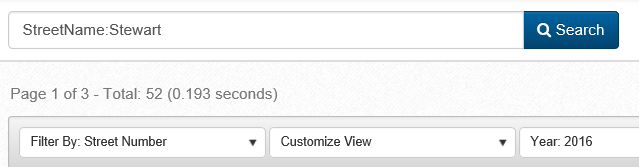 StreetName:Stewart Search
Page 1 of 3 - Total: 52 (0.193 seconds)
Filter By: Street Number Customize View Year: 2016